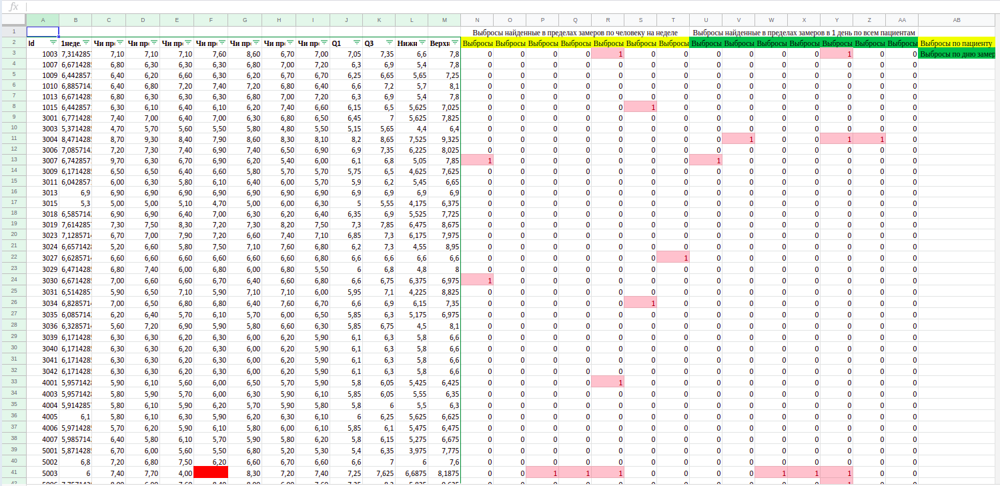 fx
A B C D E F G H I J K L M N O P Q R S T U V W X Y Z AA AB
1 Выбросы найденные в пределах замеров по человеку на неделе Выбросы найденные в пределах замеров в 1 день по всем пациентам
2 Id 1неде. Чи пр Чи пр Чи пр Чи пр Чи пр Чи пр Чи пр Q1 Q3 Нижн Верхн Выбросы Выбросы Выбросы Выбросы Выбросы Выбросы Выбросы Выбросы Выбросы Выбросы Выбросы Выбросы Выбросы Выбросы Выбросы по пациенту
3 1003 7,314285 7,10 7,10 7,10 7,60 8,60 6,70 7,00 7,05 7,35 6,6 7,8 0 0 0 0 1 0 0 0 0 0 0 1 0 0 Выбросы по дню замер
4 1007 6,671428 6,80 6,30 6,30 6,30 6,80 7,00 7,20 6,3 6,9 5,4 7,8 0 0 0 0 0 0 0 0 0 0 0 0 0 0
5 1009 6,442857 6,40 6,20 6,60 6,30 6,20 6,70 6,70 6,25 6,65 5,65 7,25 0 0 0 0 0 0 0 0 0 0 0 0 0 0
6 1010 6,885714 6,40 6,80 7,20 7,40 7,20 6,80 6,40 6,6 7,2 5,7 8,1 0 0 0 0 0 0 0 0 0 0 0 0 0 0
7 1013 6,671428 6,80 6,30 6,30 6,30 6,80 7,00 7,20 6,3 6,9 5,4 7,8 0 0 0 0 0 0 0 0 0 0 0 0 0 0
8 1015 6,442857 6,30 6,10 6,40 6,10 6,20 7,40 6,60 6,15 6,5 5,625 7,025 0 0 0 0 0 1 0 0 0 0 0 0 0 0
9 3001 6,771428 7,40 7,00 6,40 7,00 6,30 6,80 6,50 6,45 7 5,625 7,825 0 0 0 0 0 0 0 0 0 0 0 0 0 0
10 3003 5,371428 4,70 5,70 5,60 5,50 5,80 4,80 5,50 5,15 5,65 4,4 6,4 0 0 0 0 0 0 0 0 0 0 0 0 0 0
11 3004 8,471428 8,70 9,30 8,40 7,90 8,60 8,30 8,10 8,2 8,65 7,525 9,325 0 0 0 0 0 0 0 0 1 0 0 1 1 0
12 3006 7,085714 7,20 7,30 7,40 6,90 7,40 6,50 6,90 6,9 7,35 6,225 8,025 0 0 0 0 0 0 0 0 0 0 0 0 0 0
13 3007 6,742857 9,70 6,30 6,70 6,90 6,20 5,40 6,00 6,1 6,8 5,05 7,85 1 0 0 0 0 0 0 1 0 0 0 0 0 0
14 3009 6,171428 6,50 6,50 6,40 6,60 5,80 5,70 5,70 5,75 6,5 4,625 7,625 0 0 0 0 0 0 0 0 0 0 0 0 0 0
15 3011 6,042857 6,00 6,30 5,80 6,10 6,40 6,00 5,70 5,9 6,2 5,45 6,65 0 0 0 0 0 0 0 0 0 0 0 0 0 0
16 3013 6,9 6,90 6,90 6,90 6,90 6,90 6,90 6,90 6,9 6,9 6,9 6,9 0 0 0 0 0 0 0 0 0 0 0 0 0 0
17 3015 5,3 5,00 5,00 5,10 4,70 5,00 6,00 6,30 5 5,55 4,175 6,375 0 0 0 0 0 0 0 0 0 0 0 0 0 0
18 3018 6,585714 6,90 6,90 6,40 7,00 6,30 6,20 6,40 6,35 6,9 5,525 7,725 0 0 0 0 0 0 0 0 0 0 0 0 0 0
19 3019 7,614285 7,30 7,50 8,30 7,20 7,30 8,20 7,50 7,3 7,85 6,475 8,675 0 0 0 0 0 0 0 0 0 0 0 0 0 0
20 3023 7,128571 6,70 7,00 7,90 7,20 6,60 7,40 7,10 6,85 7,3 6,175 7,975 0 0 0 0 0 0 0 0 0 0 0 0 0 0
21 3024 6,657142 5,20 6,60 5,80 7,50 7,10 7,60 6,80 6,2 7,3 4,55 8,95 0 0 0 0 0 0 0 0 0 0 0 0 0 0
22 3027 6,628571 6,60 6,60 6,60 6,60 6,60 6,60 6,80 6,6 6,6 6,6 6,6 0 0 0 0 0 0 1 0 0 0 0 0 0 0
23 3029 6,471428 6,80 7,40 6,00 6,80 6,00 6,80 5,50 6 6,8 4,8 8 0 0 0 0 0 0 0 0 0 0 0 0 0 0
24 3030 6,671428 7,00 6,60 6,60 6,70 6,40 6,60 6,80 6,6 6,75 6,375 6,975 1 0 0 0 0 0 0 0 0 0 0 0 0 0
25 3031 6,514285 5,90 6,50 7,10 5,90 7,10 7,10 6,00 5,95 7,1 4,225 8,825 0 0 0 0 0 0 0 0 0 0 0 0 0 0
26 3034 6,828571 7,00 6,50 6,80 6,80 6,40 7,60 6,70 6,6 6,9 6,15 7,35 0 0 0 0 0 1 0 0 0 0 0 0 0 0
27 3035 6,085714 6,20 6,40 5,70 6,10 5,70 6,00 6,50 5,85 6,3 5,175 6,975 0 0 0 0 0 0 0 0 0 0 0 0 0 0
28 3036 6,328571 5,60 7,20 6,90 5,90 5,80 6,60 6,30 5,85 6,75 4,5 8,1 0 0 0 0 0 0 0 0 0 0 0 0 0 0
29 3039 6,171428 6,30 6,30 6,20 6,30 6,00 6,20 5,90 6,1 6,3 5,8 6,6 0 0 0 0 0 0 0 0 0 0 0 0 0 0
30 3040 6,171428 6,30 6,30 6,20 6,30 6,00 6,20 5,90 6,1 6,3 5,8 6,6 0 0 0 0 0 0 0 0 0 0 0 0 0 0
31 3041 6,171428 6,30 6,30 6,20 6,30 6,00 6,20 5,90 6,1 6,3 5,8 6,6 0 0 0 0 0 0 0 0 0 0 0 0 0 0
32 3042 6,171428 6,30 6,30 6,20 6,30 6,00 6,20 5,90 6,1 6,3 5,8 6,6 0 0 0 0 0 0 0 0 0 0 0 0 0 0
33 4001 5,957142 5,90 6,10 5,60 6,00 6,50 5,70 5,90 5,8 6,05 5,425 6,425 0 0 0 0 1 0 0 0 0 0 0 0 0 0
34 4003 5,957142 5,80 5,90 5,70 6,00 6,30 5,90 6,10 5,85 6,05 5,55 6,35 0 0 0 0 0 0 0 0 0 0 0 0 0 0
35 4004 5,914285 5,80 6,10 5,90 6,20 5,70 5,90 5,80 5,8 6 5,5 6,3 0 0 0 0 0 0 0 0 0 0 0 0 0 0
36 4005 6,1 5,80 6,10 6,30 5,90 6,20 6,30 6,10 6 6,25 5,625 6,625 0 0 0 0 0 0 0 0 0 0 0 0 0 0
37 4006 5,971428 5,70 6,20 5,90 6,10 5,80 6,00 6,10 5,85 6,1 5,475 6,475 0 0 0 0 0 0 0 0 0 0 0 0 0 0
38 4007 5,985714 6,40 5,80 6,10 5,70 5,90 5,80 6,20 5,8 6,15 5,275 6,675 0 0 0 0 0 0 0 0 0 0 0 0 0 0
39 5001 5,871428 6,70 6,00 5,60 5,50 6,80 5,20 5,30 5,4 6,35 3,975 7,775 0 0 0 0 0 0 0 0 0 0 0 0 0 0
40 5002 6,8 7,20 6,80 7,50 6,20 6,60 6,70 6,60 6,6 7 6 7,6 0 0 0 0 0 0 0 0 0 0 0 0 0 0
41 5003 6 7,40 7,70 4,00 8,30 7,20 7,40 7,25 7,625 6,6875 8,1875 0 0 1 1 1 0 0 0 0 1 1 1 0 0